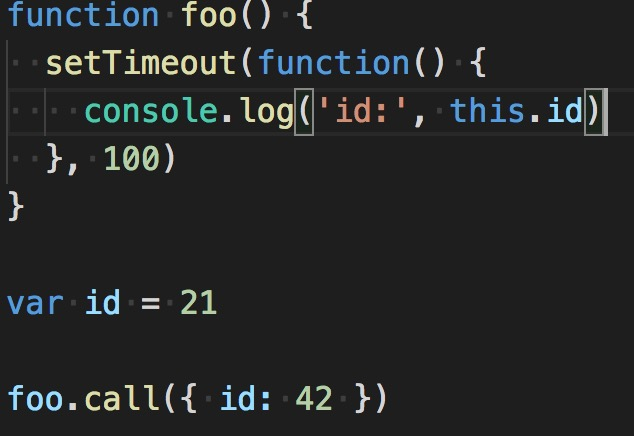 function foo() {
  setTimeout(function() {
    console.log('id:', this.id)
  }, 100)
}
var id = 21
foo.call({ id: 42 })